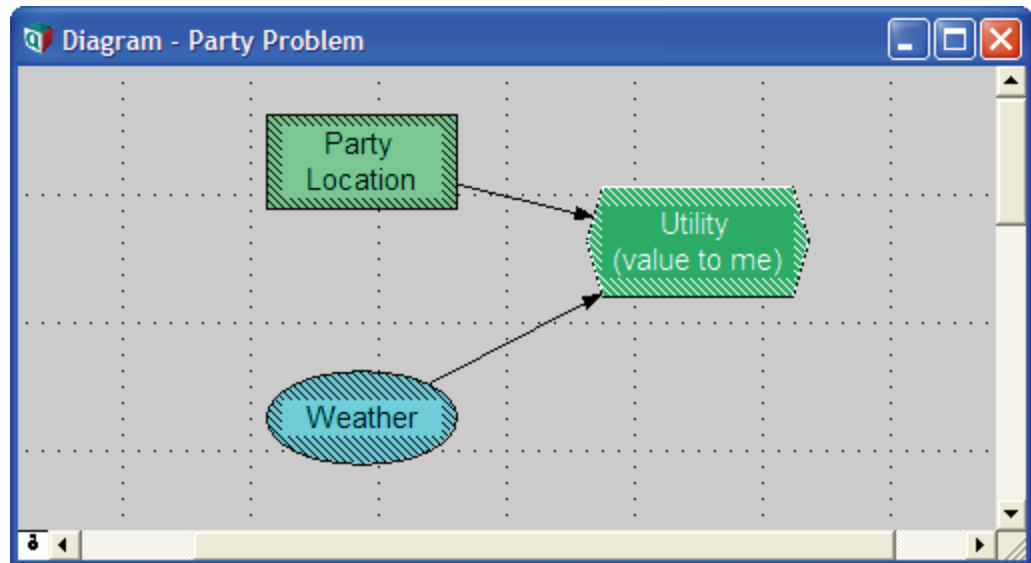 Diagram - Party Problem
Party
Location
Utility
(value to me)
Weather